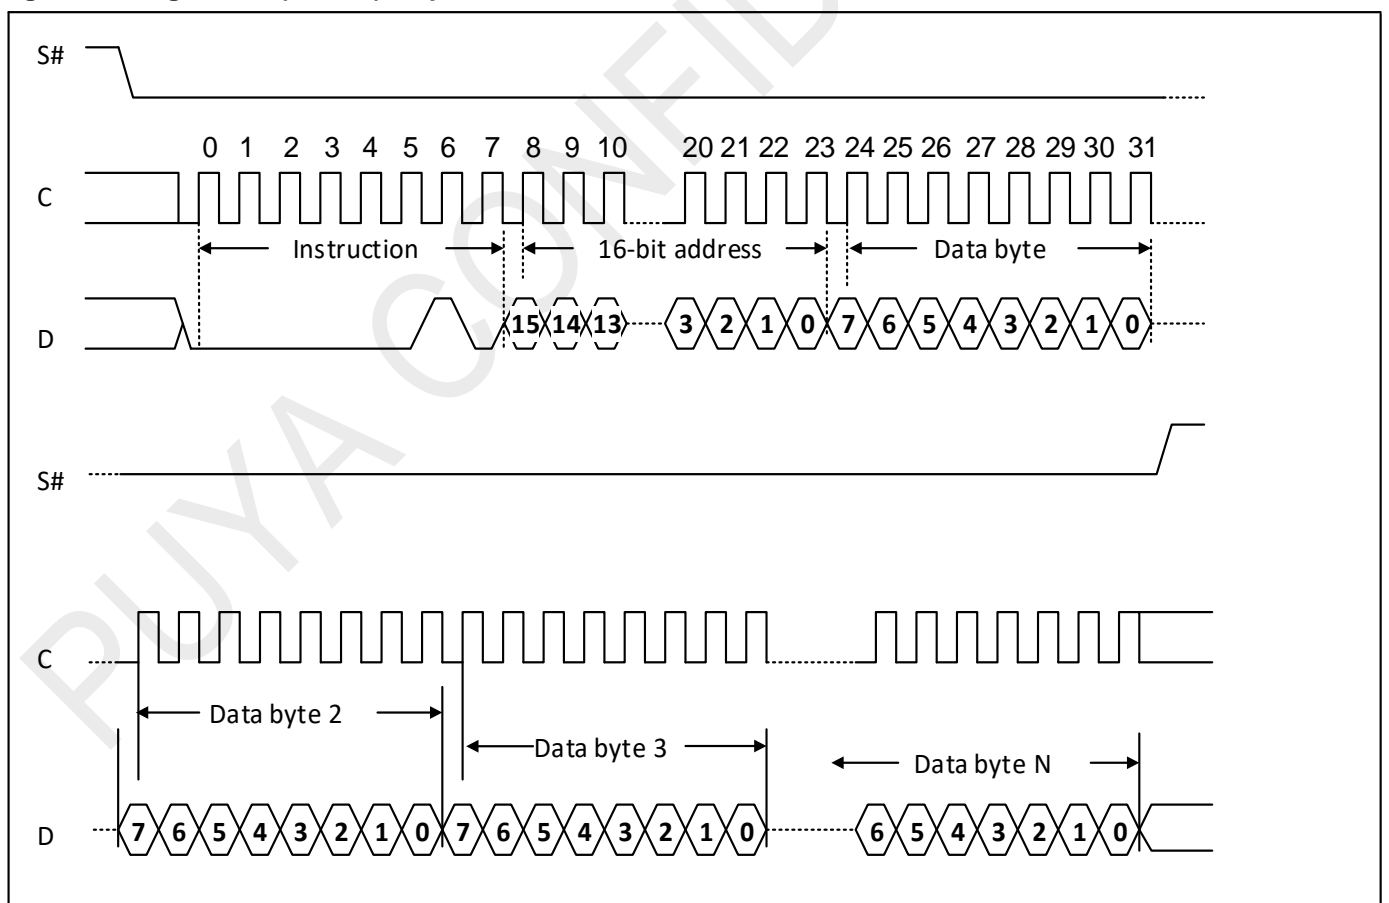 S#
0 1 2 3 4 5 6 7 8 9 10 20 21 22 23 24 25 26 27 28 29 30 31
C
Instruction 16-bit address Data byte
D 15 14 13 3 2 1 0 7 6 5 4 3 2 1 0
S#
C
Data byte 2
Data byte 3
Data byte N
D 7 6 5 4 3 2 1 0 7 6 5 4 3 2 1 0 6 5 4 3 2 1 0
PUYA CONFID